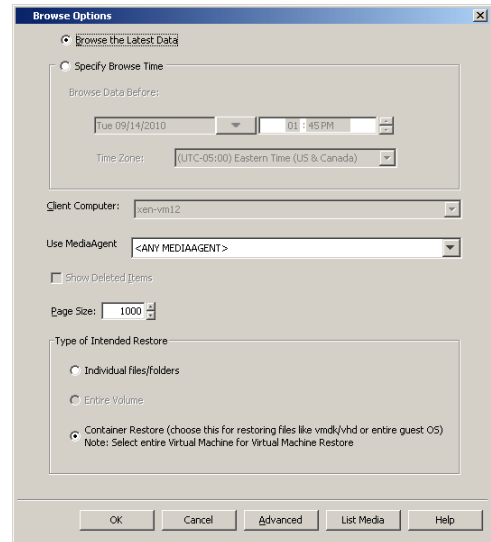 Browse Options
Browse the Latest Data
Specify Browse Time
Browse Data Before:
Tue 09/14/2010 01 : 45 PM
Time Zone: (UTC-05:00) Eastern Time (US & Canada)
Client Computer: xen-vm12
Use MediaAgent <ANY MEDIAAGENT>
Show Deleted Items
Page Size: 1000
Type of Intended Restore
Individual files/folders
Entire Volume
Container Restore (choose this for restoring files like vmdk/vhd or entire guest OS)
Note: Select entire Virtual Machine for Virtual Machine Restore
OK Cancel Advanced List Media Help